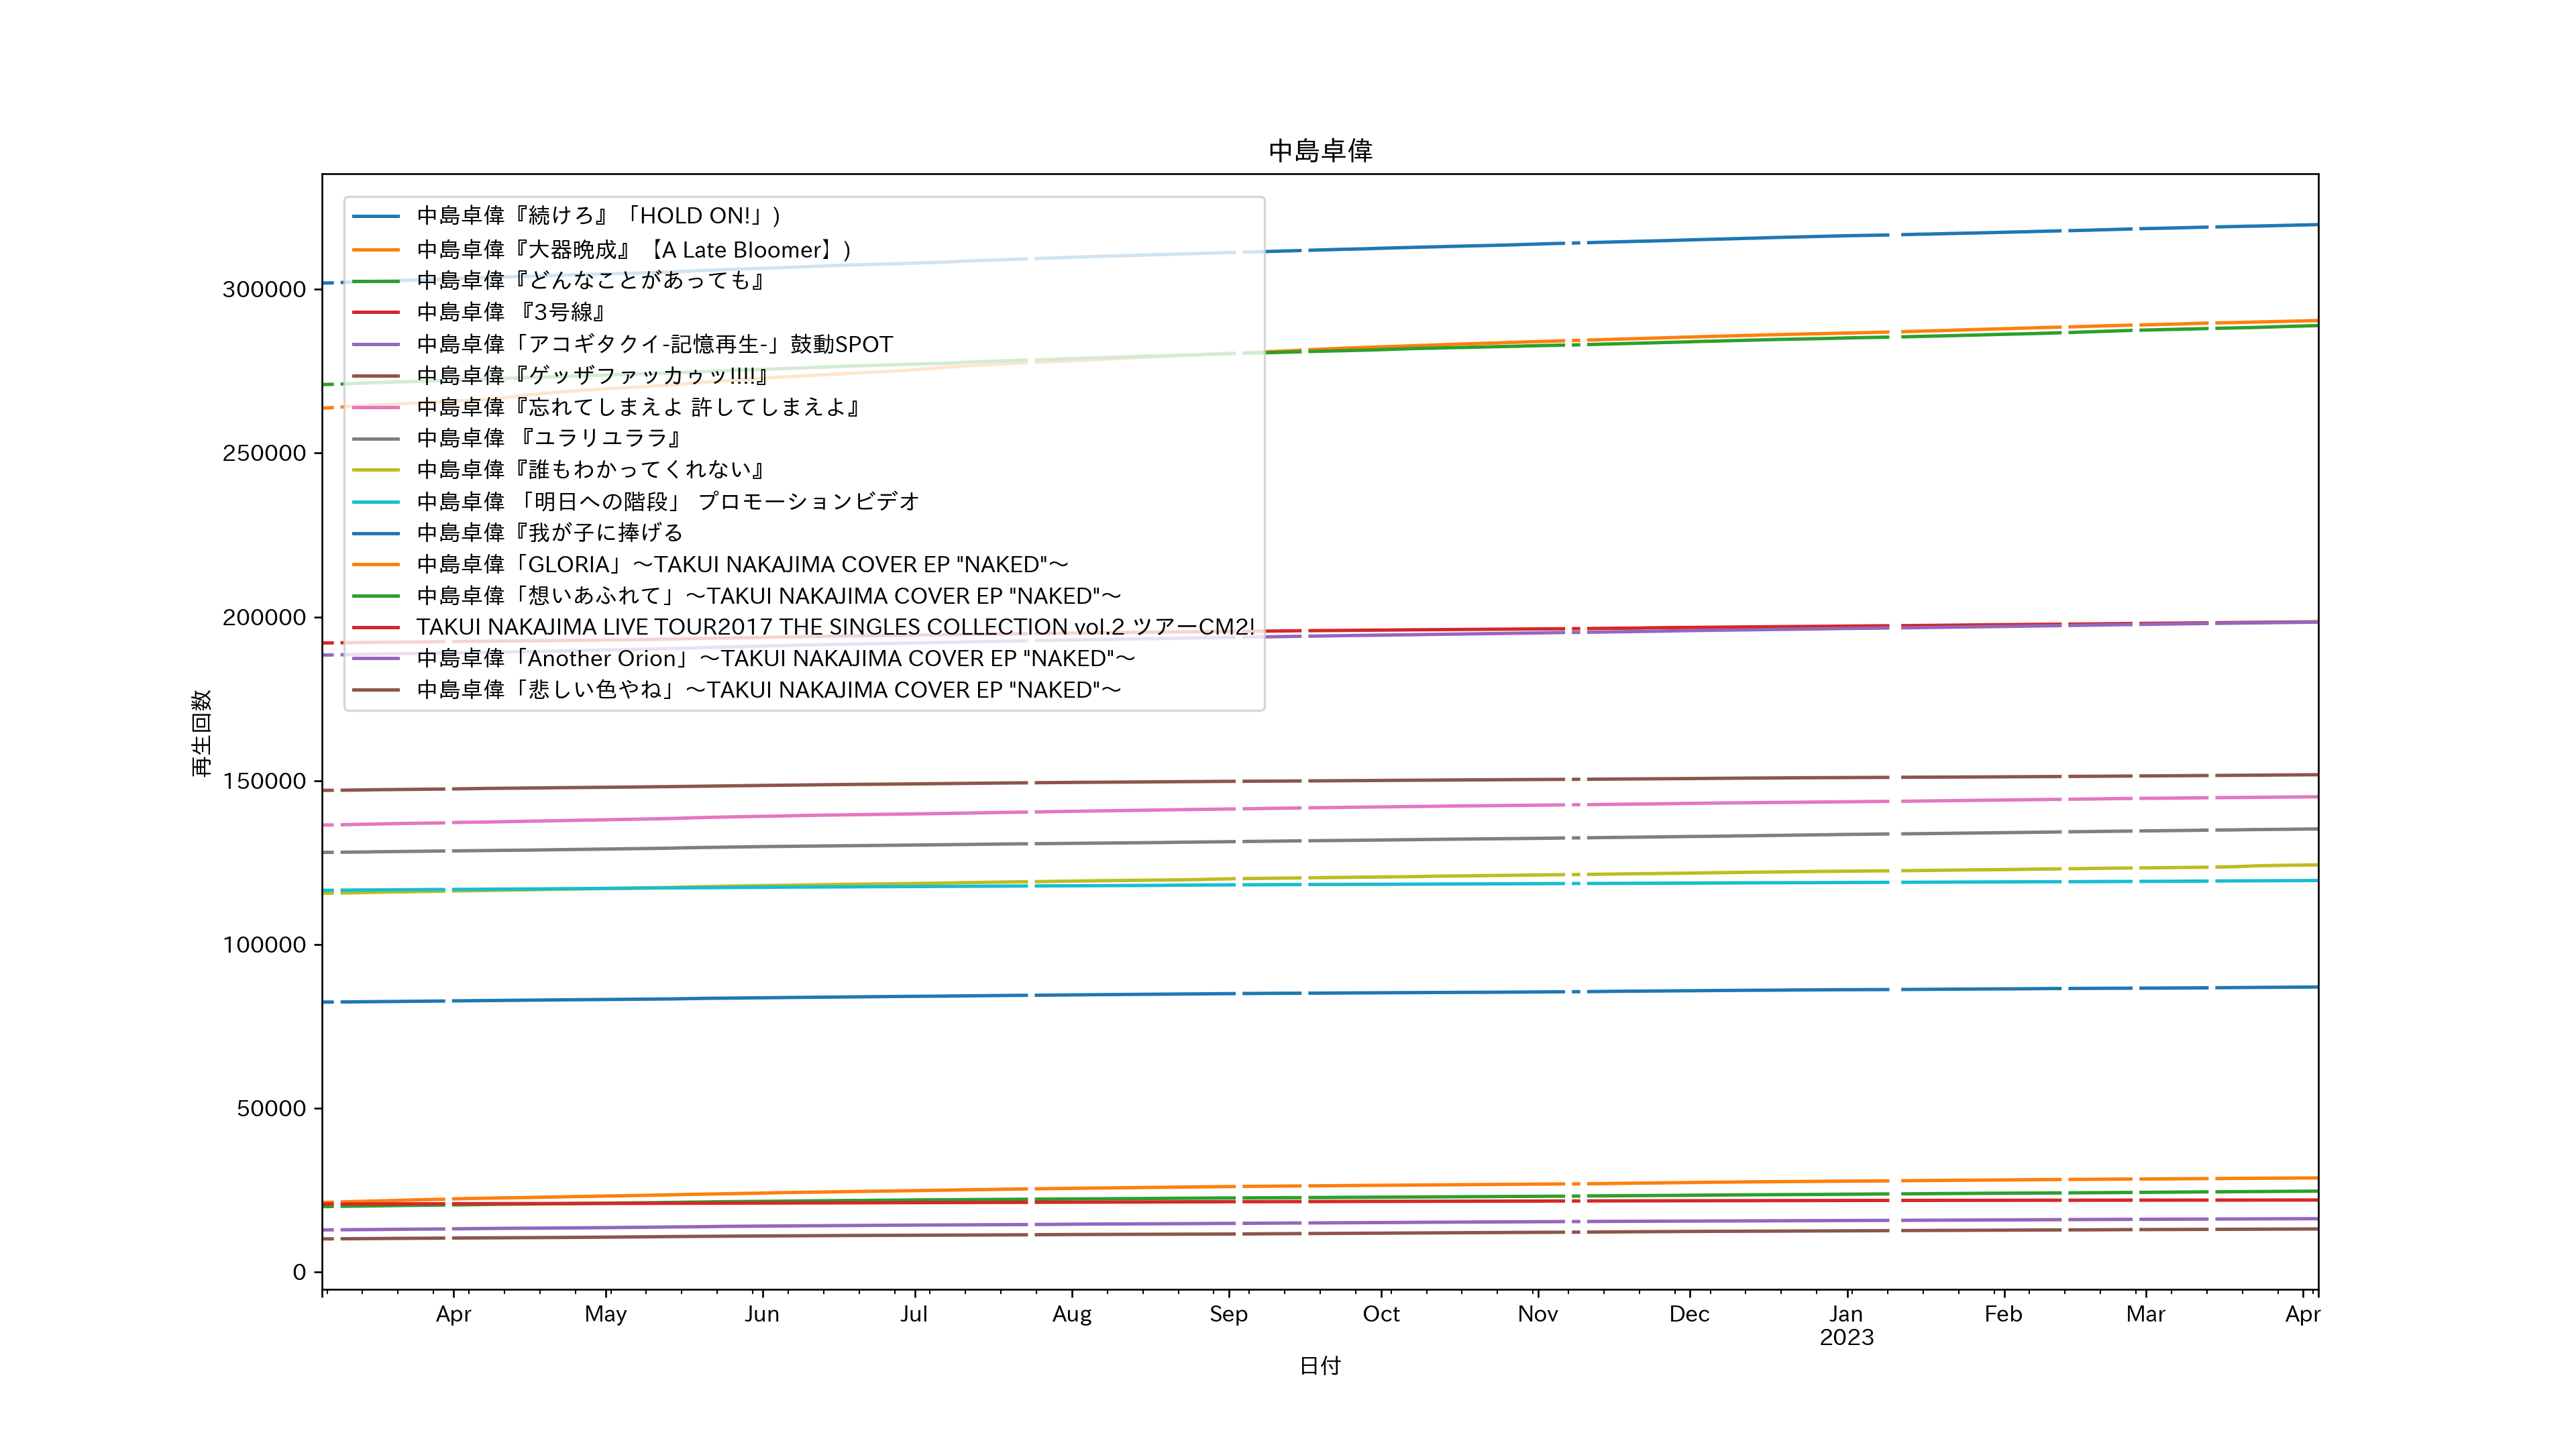 中島卓偉
中島卓偉『続けろ』「HOLD ON!」)
中島卓偉『大器晩成』【A Late Bloomer】)
中島卓偉『どんなことがあっても』
中島卓偉 『3号線』
中島卓偉「アコギタクイ-記憶再生-」鼓動SPOT
中島卓偉『ゲッザファッカゥッ!!!!』
中島卓偉『忘れてしまえよ 許してしまえよ』
中島卓偉 『ユラリユララ』
中島卓偉『誰もわかってくれない』
中島卓偉 「明日への階段」 プロモーションビデオ
中島卓偉『我が子に捧げる
中島卓偉「GLORIA」～TAKUI NAKAJIMA COVER EP "NAKED"～
中島卓偉「想いあふれて」～TAKUI NAKAJIMA COVER EP "NAKED"～
TAKUI NAKAJIMA LIVE TOUR2017 THE SINGLES COLLECTION vol.2 ツアーCM2!
中島卓偉「Another Orion」～TAKUI NAKAJIMA COVER EP "NAKED"～
中島卓偉「悲しい色やね」～TAKUI NAKAJIMA COVER EP "NAKED"～
再生回数
300000
250000
200000
150000
100000
50000
0
Apr May Jun Jul Aug Sep Oct Nov Dec Jan Feb Mar Apr
2023
日付